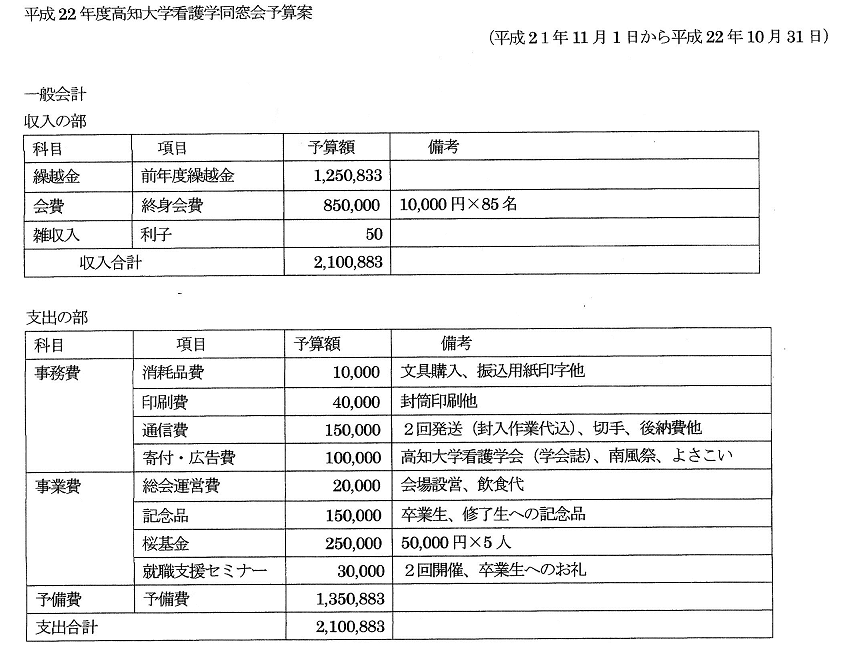 平成22年度高知大学看護学同窓会予算案
（平成21年11月1日から平成22年10月31日）
一般会計
収入の部
科目 項目 予算額 備考
繰越金 前年度繰越金 1,250,833
会費 終身会費 850,000 10,000円×85名
雑収入 利子 50
収入合計 2,100,883
支出の部
科目 項目 予算額 備考
事務費 消耗品費 10,000 文具購入、振込用紙印字他
印刷費 40,000 封筒印刷他
通信費 150,000 2回発送（封入作業代込）、切手、後納費他
寄付・広告費 100,000 高知大学看護学会（学会誌）、南風祭、よさこい
事業費 総会運営費 20,000 会場設営、飲食代
記念品 150,000 卒業生、修了生への記念品
桜基金 250,000 50,000円×5人
就職支援セミナー 30,000 2回開催、卒業生へのお礼
予備費 予備費 1,350,883
支出合計 2,100,883